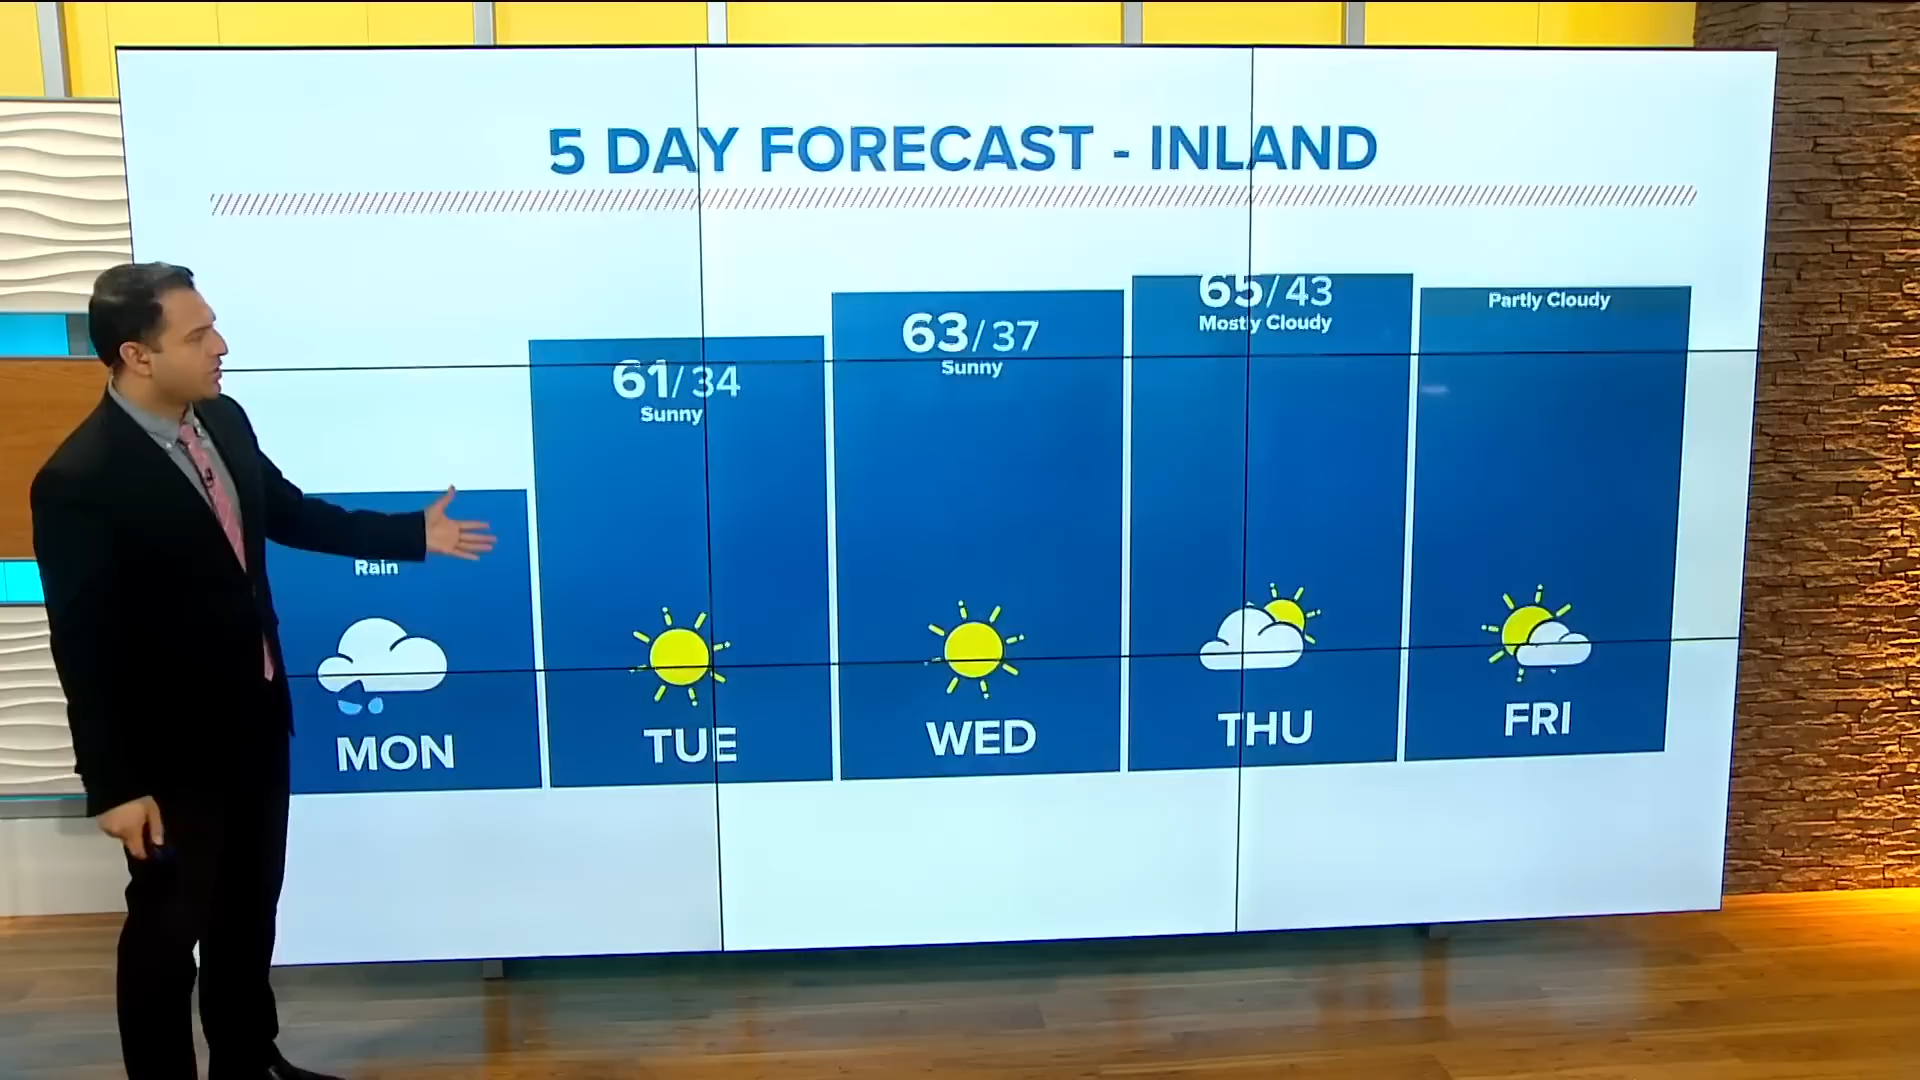 5 DAY FORECAST - INLAND
Rain
MON
61/34
Sunny
TUE
63/37
Sunny
WED
65/43
Mostly Cloudy
THU
Partly Cloudy
FRI